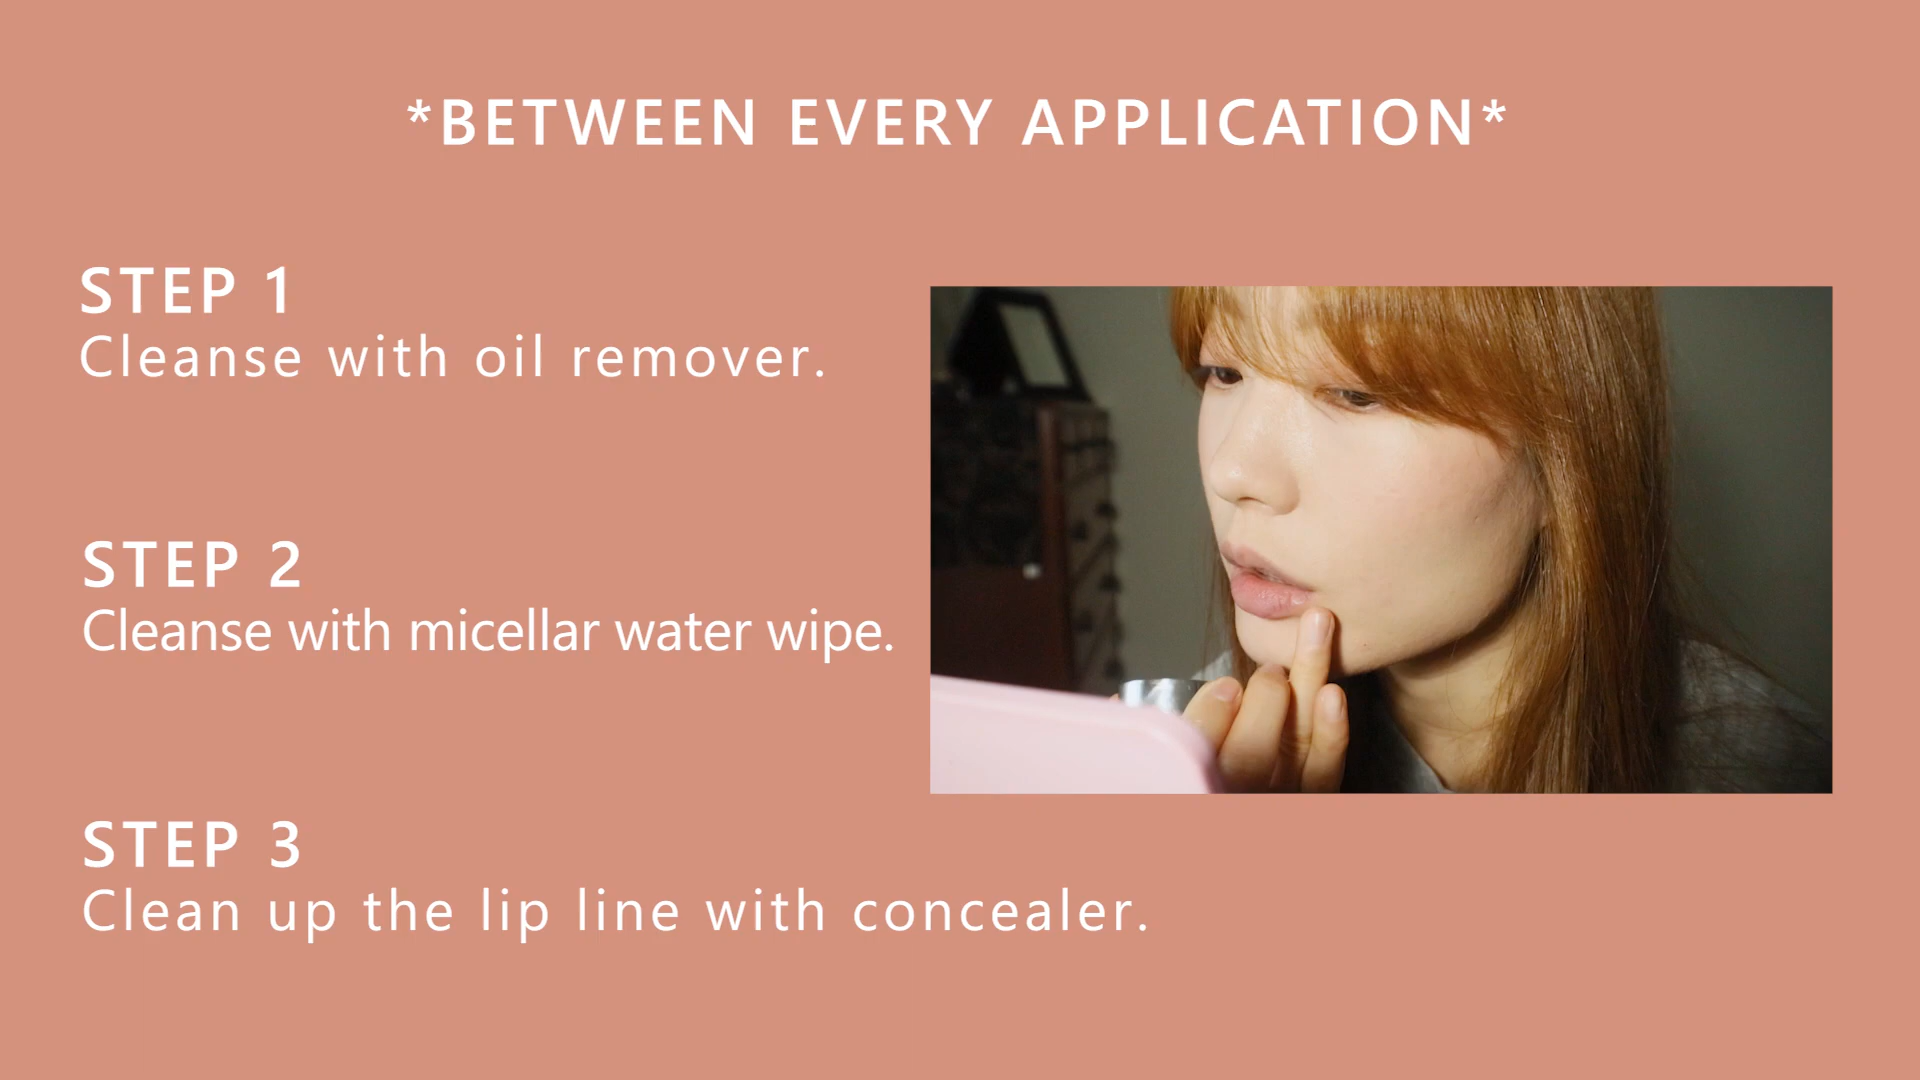 *BETWEEN EVERY APPLICATION*
STEP 1
Cleanse with oil remover.
STEP 2
Cleanse with micellar water wipe.
STEP 3
Clean up the lip line with concealer.